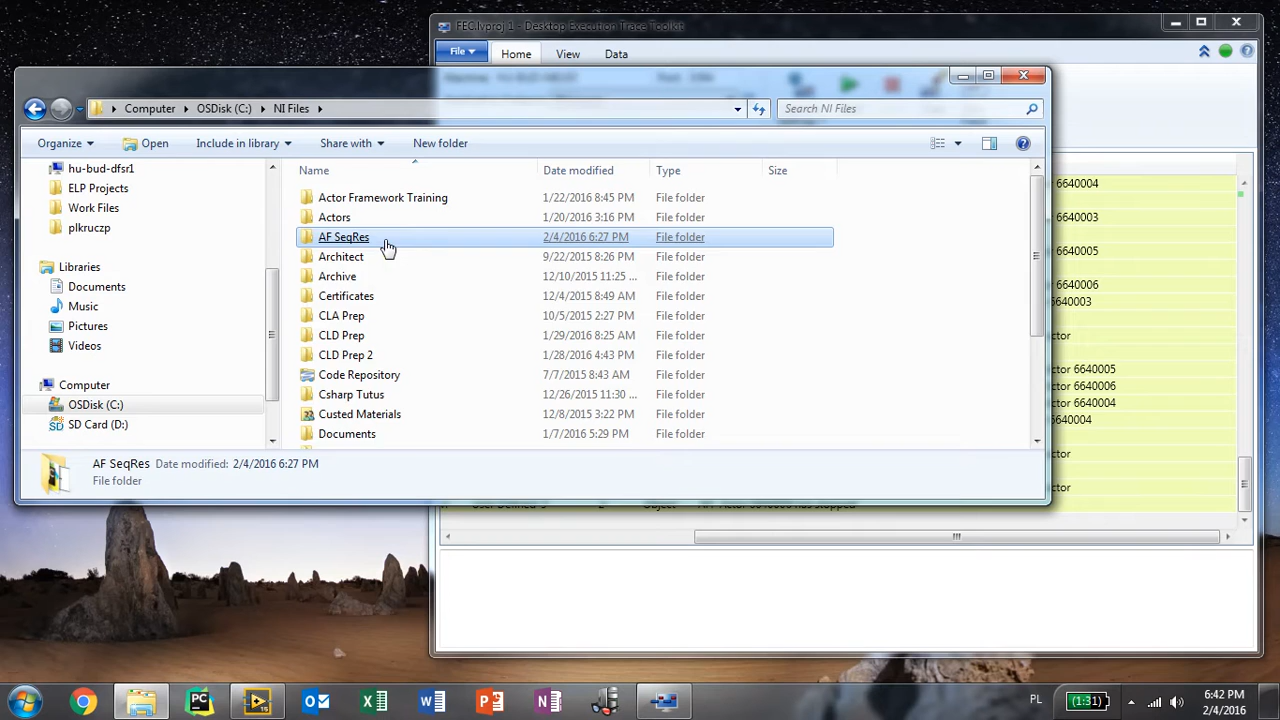 FEC.lvproj 1 - Desktop Execution Trace Toolkit
File
Home
View
Data
Computer
OSDisk (C:)
NI Files
Search NI Files
Organize
Open
Include in library
Share with
New folder
hu-bud-dfsr1
ELP Projects
Work Files
plkruczp
Libraries
Documents
Music
Pictures
Videos
Computer
OSDisk (C:)
SD Card (D:)
Name Date modified Type Size
Actor Framework Training 1/22/2016 8:45 PM File folder
Actors 1/20/2016 3:16 PM File folder
AF SeqRes 2/4/2016 6:27 PM File folder
Architect 9/22/2015 8:26 PM File folder
Archive 12/10/2015 11:25 ... File folder
Certificates 12/4/2015 8:49 AM File folder
CLA Prep 10/5/2015 2:27 PM File folder
CLD Prep 1/29/2016 8:25 AM File folder
CLD Prep 2 1/28/2016 4:43 PM File folder
Code Repository 7/7/2015 8:43 AM File folder
Csharp Tutus 12/26/2015 11:30 ... File folder
Custed Materials 12/8/2015 3:22 PM File folder
Documents 1/7/2016 5:29 PM File folder
AF SeqRes Date modified: 2/4/2016 6:27 PM
File folder
or 6640004
or 6640003
or 6640005
or 6640006
or 6640003
ctor
ctor 6640005
ctor 6640006
ctor 6640004
6640004
ctor
ctor
PL
(1:31)
6:42 PM
2/4/2016